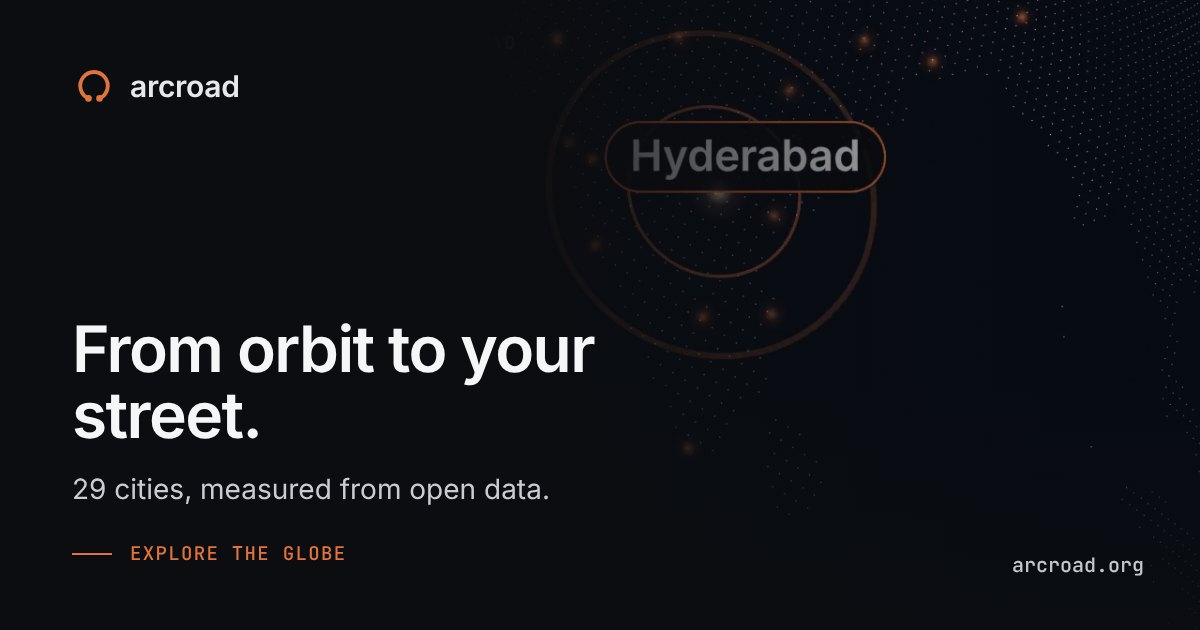 arcroad
Hyderabad
From orbit to your
street.
29 cities, measured from open data.
EXPLORE THE GLOBE
arcroad.org